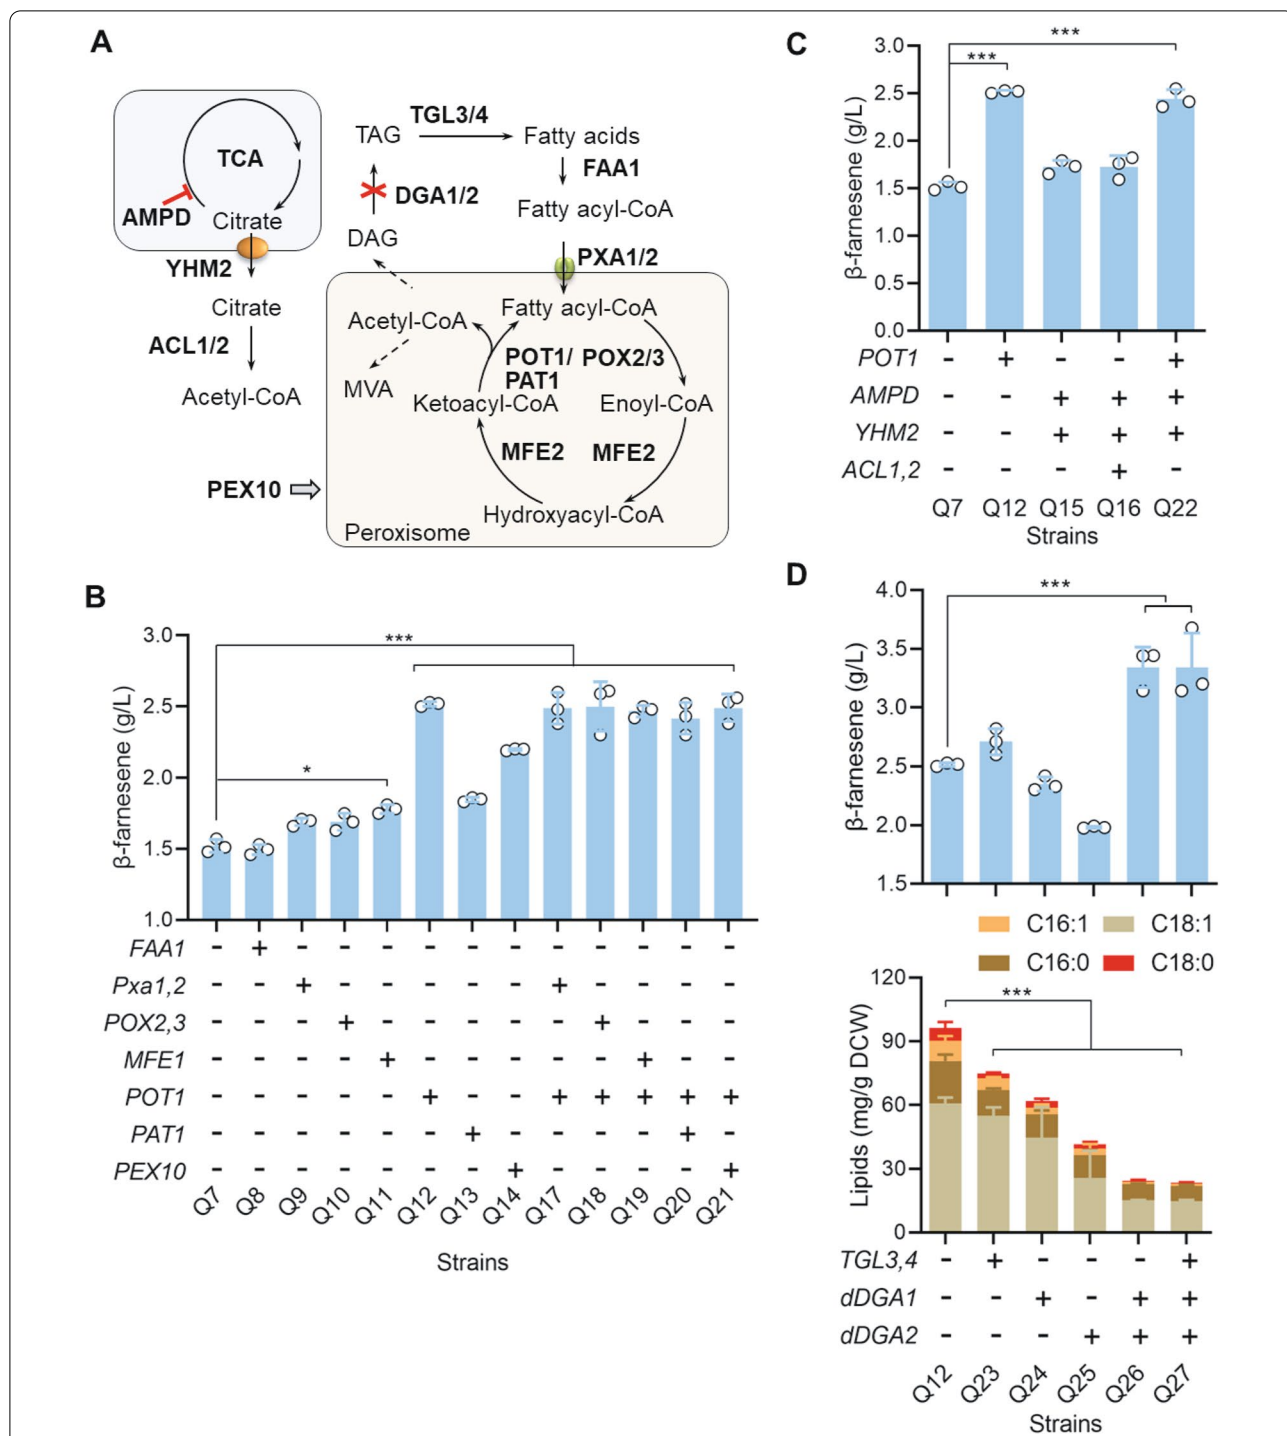 A
TGL3/4
TAG
Fatty acids
TCA
FAA1
AMPD
Citrate
DGA1/2
Fatty acyl-CoA
DAG
YHM2
PXA1/2
Citrate
Fatty acyl-CoA
Acetyl-CoA
ACL1/2
POT1/
PAT1
POX2/3
Acetyl-CoA
MVA
Ketoacyl-CoA
Enoyl-CoA
MFE2
MFE2
PEX10
Hydroxyacyl-CoA
Peroxisome
B
β-farnesene (g/L)
3.0
2.5
2.0
1.5
1.0
***
*
FAA1 - + - - - - - - - - - - -
Pxa1,2 - - + - - - - - + - - - -
POX2,3 - - - + - - - - - + - - -
MFE1 - - - - + - - - - - + - -
POT1 - - - - - + - - + + + + +
PAT1 - - - - - - + - - - - + -
PEX10 - - - - - - - + - - - - +
Q7 Q8 Q9 Q10 Q11 Q12 Q13 Q14 Q17 Q18 Q19 Q20 Q21
Strains
C
β-farnesene (g/L)
3.0
2.5
2.0
1.5
1.0
0.5
0.0
***
***
POT1 - + - - +
AMPD - - + + +
YHM2 - - + + +
ACL1,2 - - - + -
Q7 Q12 Q15 Q16 Q22
Strains
D
β-farnesene (g/L)
4.0
3.5
3.0
2.5
2.0
1.5
***
C16:1 C18:1
C16:0 C18:0
Lipids (mg/g DCW)
120
90
60
30
0
***
TGL3,4 - + - - - +
dDGA1 - - + - + +
dDGA2 - - - + + +
Q12 Q23 Q24 Q25 Q26 Q27
Strains